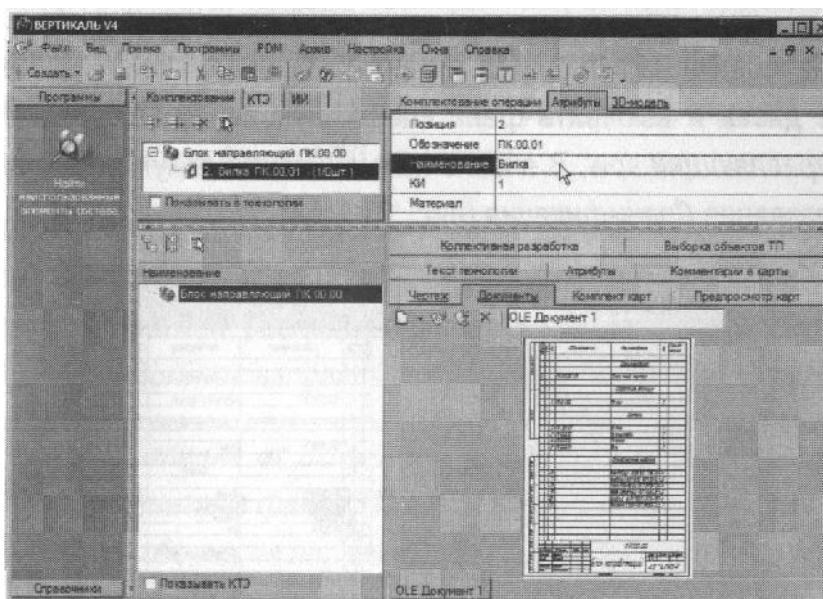 ВЕРТИКАЛЬ V4
Файл Вид Правка Программы PDM Архив Настройка Окна Справка
Создать
Программы
Комплектование КТЭ ИИ
Комплектование операции Атрибуты 3D-модель
Позиция 2
Обозначение ПК.00.01
Наименование Вилка
КИ 1
Материал
Блок направляющий ПК.00.00
2. Вилка ПК.00.01 - (1/0шт.)
Показывать в технологии
Найти неиспользованные элементы состава
Коллективная разработка Выборка объектов ТП
Текст технологии Атрибуты Комментарии в карты
Чертеж Документы Комплект карт Предпросмотр карт
Наименование
Блок направляющий ПК.00.00
OLE Документ 1
Справочники
Показывать КТЭ
OLE Документ 1